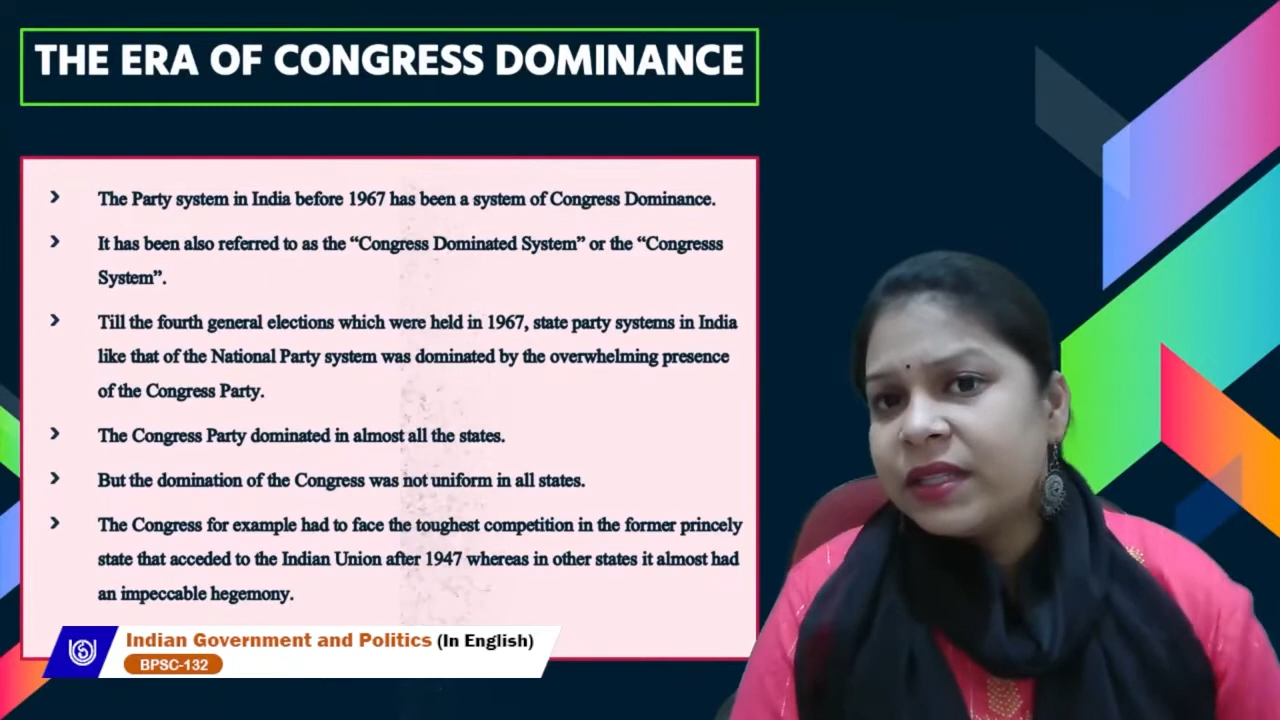 THE ERA OF CONGRESS DOMINANCE
› The Party system in India before 1967 has been a system of Congress Dominance.
› It has been also referred to as the “Congress Dominated System” or the “Congresss
System”.
› Till the fourth general elections which were held in 1967, state party systems in India
like that of the National Party system was dominated by the overwhelming presence
of the Congress Party.
› The Congress Party dominated in almost all the states.
› But the domination of the Congress was not uniform in all states.
› The Congress for example had to face the toughest competition in the former princely
state that acceded to the Indian Union after 1947 whereas in other states it almost had
an impeccable hegemony.
Indian Government and Politics (In English)
BPSC-132